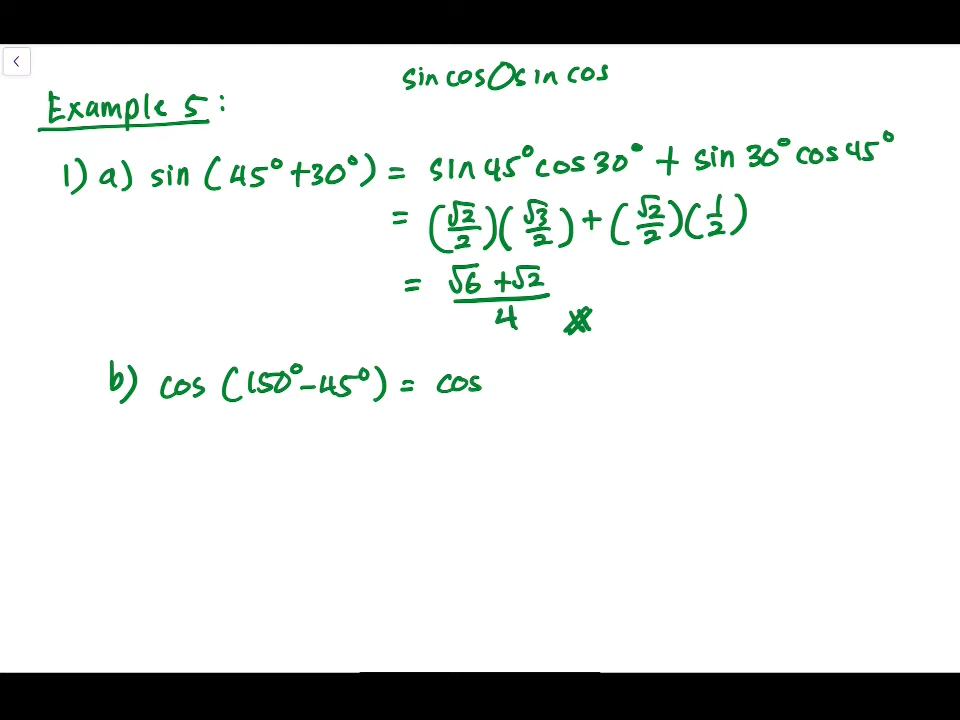 sin cos O sin cos
Example 5 :
1) a) sin (45° +30°) = sin 45° cos 30° + sin 30° cos 45°
= (√2/2)(√3/2) + (√2/2)(1/2)
= √6 +√2 / 4
b) cos (150° - 45°) = cos